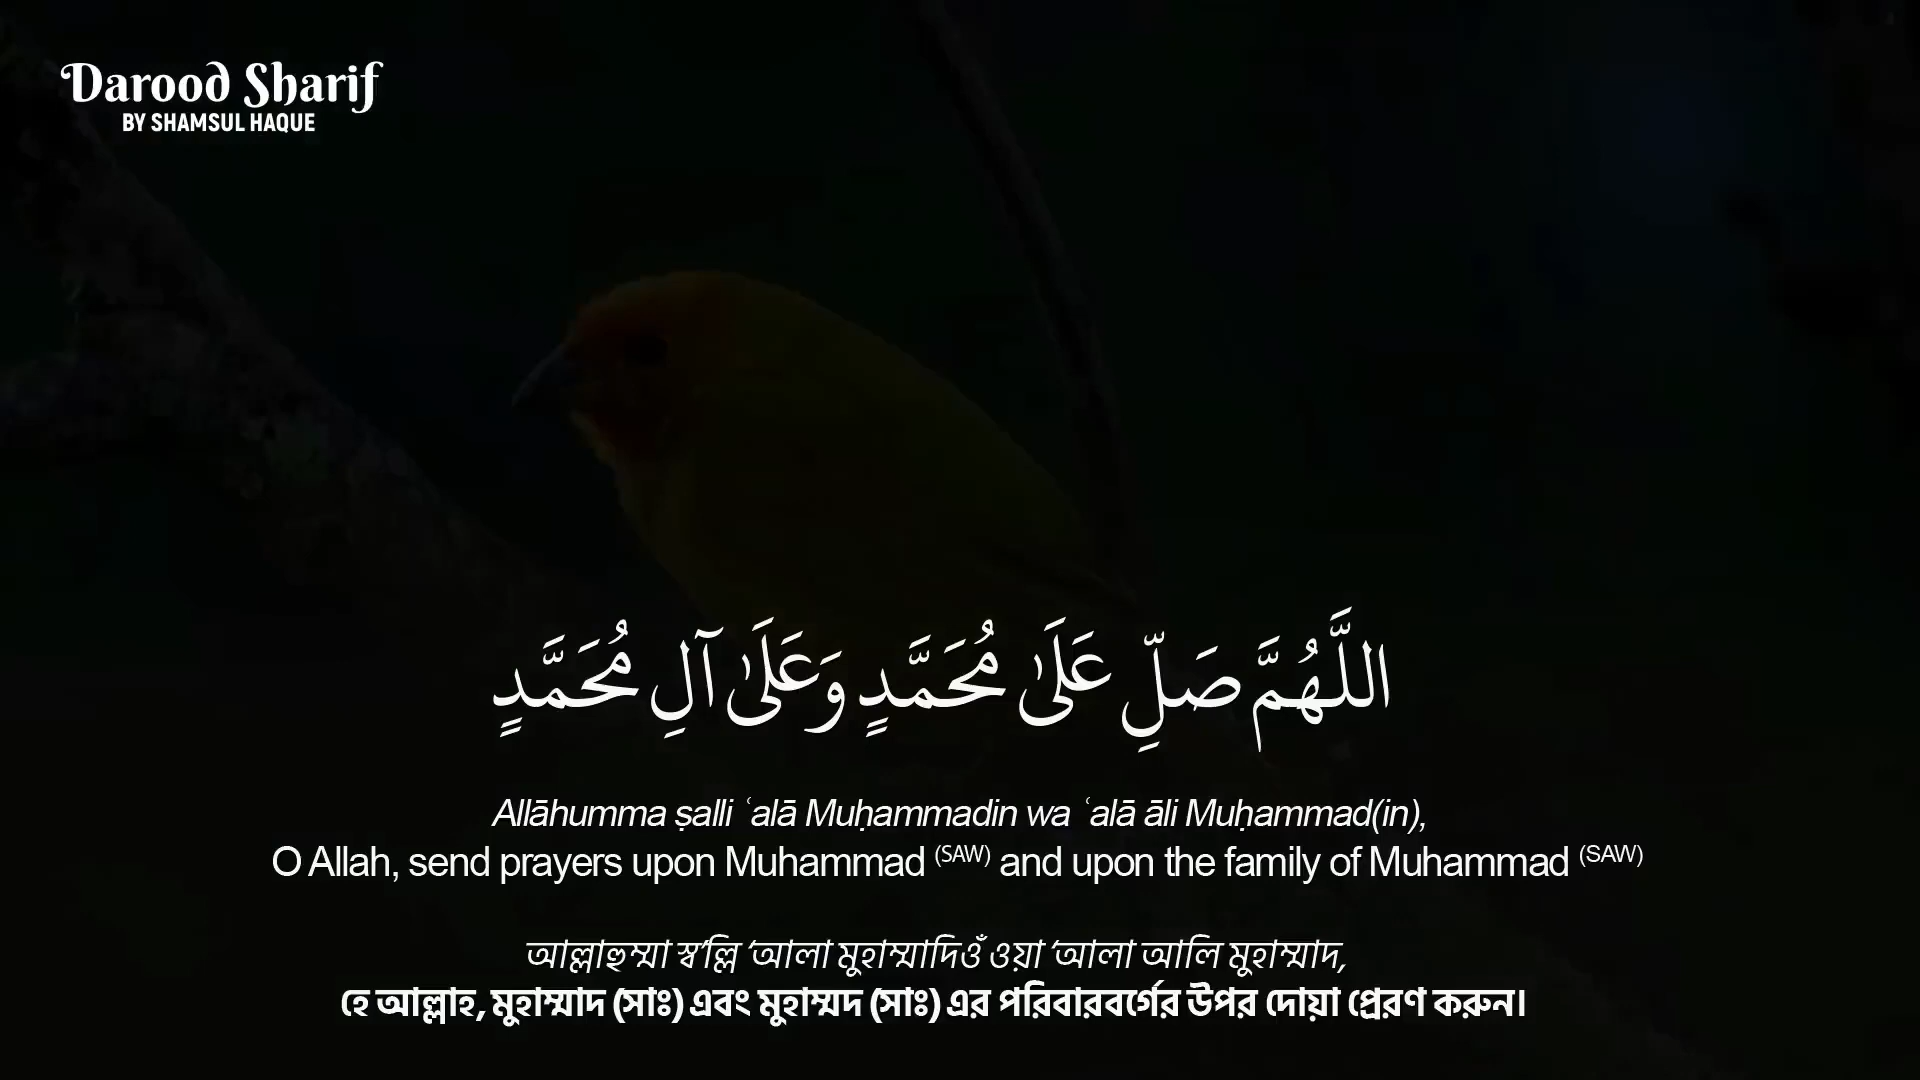 Darood Sharif
BY SHAMSUL HAQUE
اللَّهُمَّ صَلِّ عَلَىٰ مُحَمَّدٍ وَعَلَىٰ آلِ مُحَمَّدٍ
Allāhumma ṣalli ʿalā Muḥammadin wa ʿalā āli Muḥammad(in),
O Allah, send prayers upon Muhammad (SAW) and upon the family of Muhammad (SAW)
আল্লাহুম্মা স্ব’ল্লি ‘আলা মুহাম্মাদিওঁ ওয়া ‘আলা আলি মুহাম্মাদ,
হে আল্লাহ, মুহাম্মাদ (সাঃ) এবং মুহাম্মদ (সাঃ) এর পরিবারবর্গের উপর দোয়া প্রেরণ করুন।